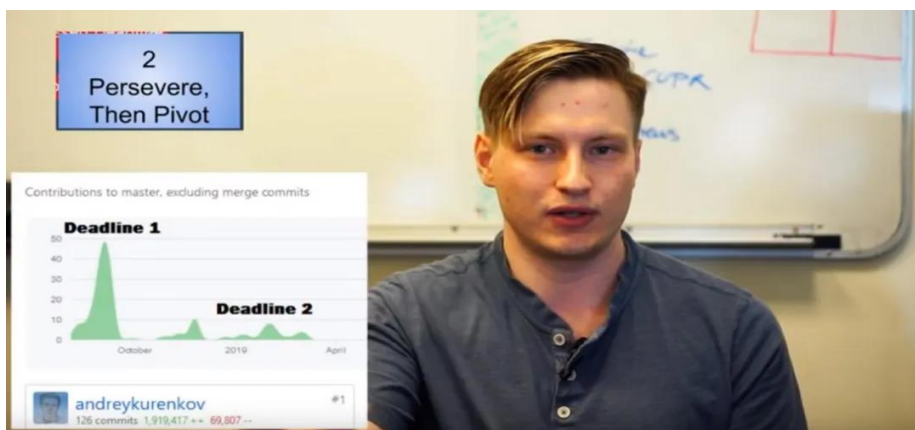 2
Persevere,
Then Pivot
CUPR
Contributions to master, excluding merge commits
Deadline 1
50
40
30
20
10
0
Deadline 2
October
2019
April
andreykurenkov
#1
126 commits 1,919,417 ++ 69,807 --